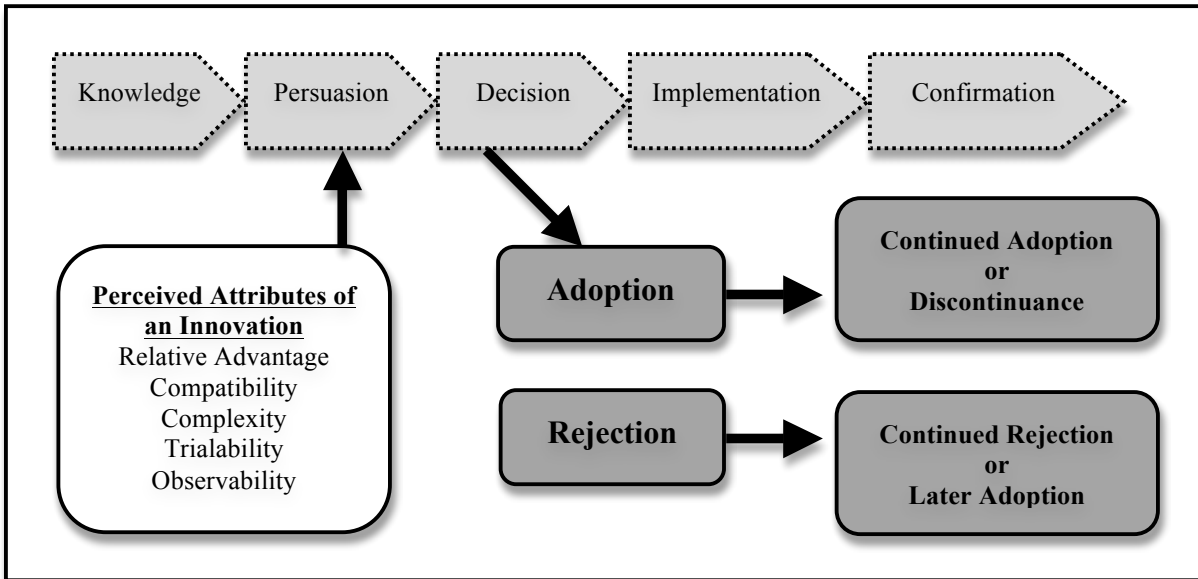 Knowledge
Persuasion
Decision
Implementation
Confirmation
Perceived Attributes of
an Innovation
Relative Advantage
Compatibility
Complexity
Trialability
Observability
Adoption
Continued Adoption
or
Discontinuance
Rejection
Continued Rejection
or
Later Adoption